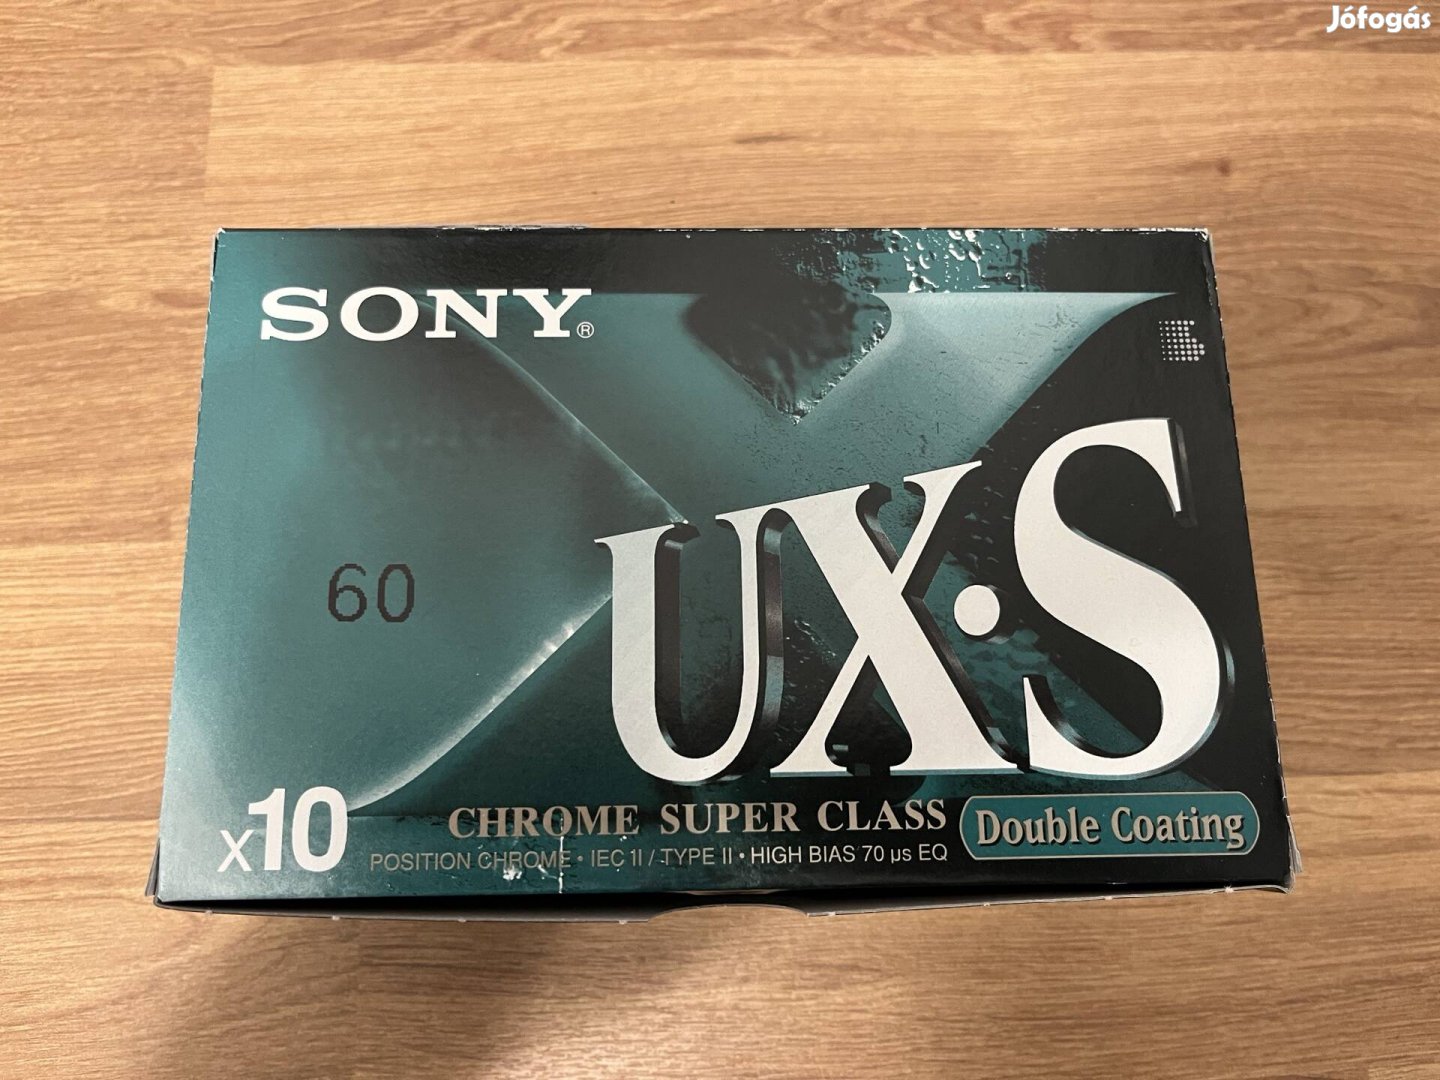 Jófogás
SONY®
60
UX·S
x10
CHROME SUPER CLASS
Double Coating
POSITION CHROME · IEC II / TYPE II · HIGH BIAS 70 µs EQ